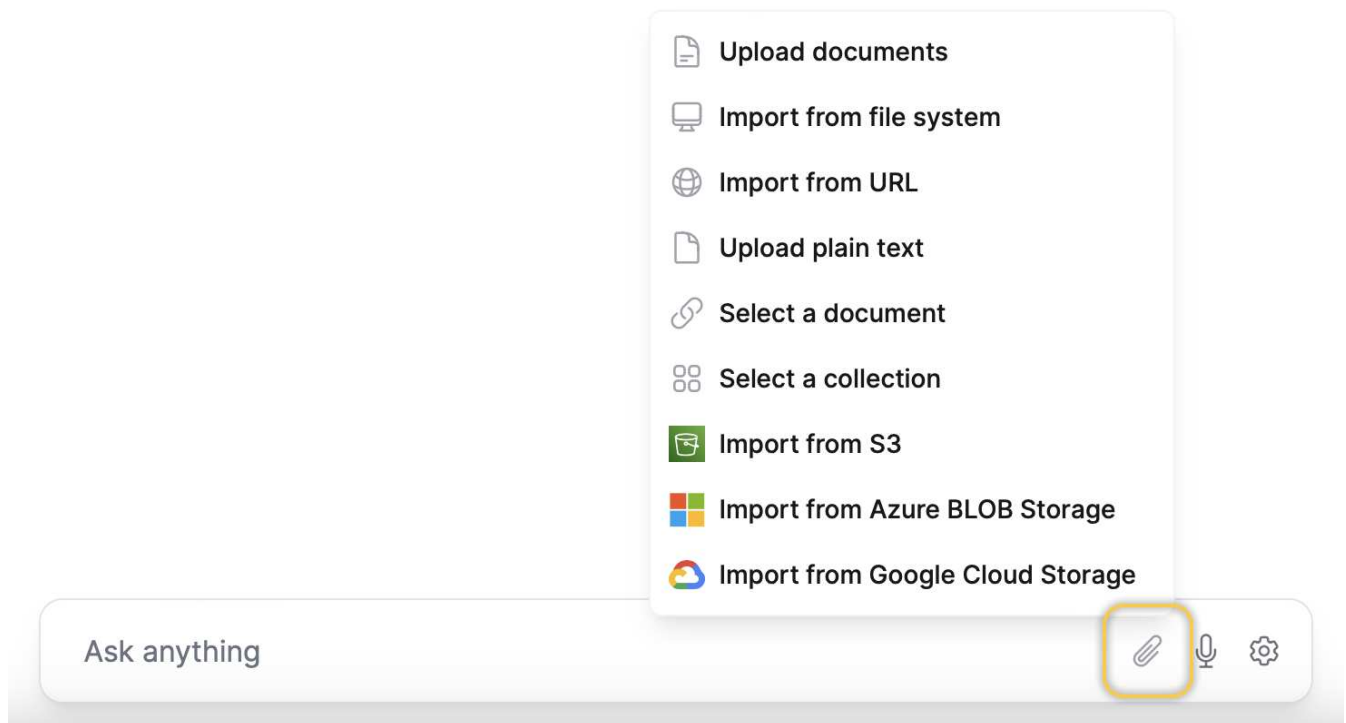 Upload documents
Import from file system
Import from URL
Upload plain text
Select a document
Select a collection
Import from S3
Import from Azure BLOB Storage
Import from Google Cloud Storage
Ask anything